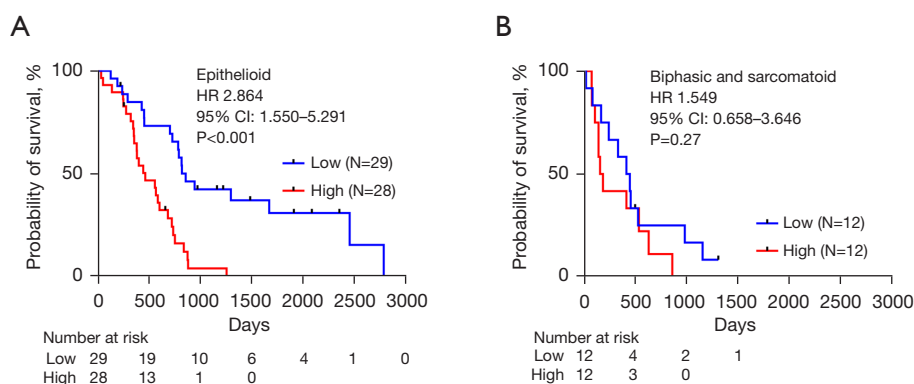 A
Probability of survival, %
100
50
0
Epithelioid
HR 2.864
95% CI: 1.550–5.291
P<0.001
Low (N=29)
High (N=28)
0 500 1000 1500 2000 2500 3000
Days
Number at risk
Low 29 19 10 6 4 1 0
High 28 13 1 0
B
Probability of survival, %
100
50
0
Biphasic and sarcomatoid
HR 1.549
95% CI: 0.658–3.646
P=0.27
Low (N=12)
High (N=12)
0 500 1000 1500 2000 2500 3000
Days
Number at risk
Low 12 4 2 1
High 12 3 0